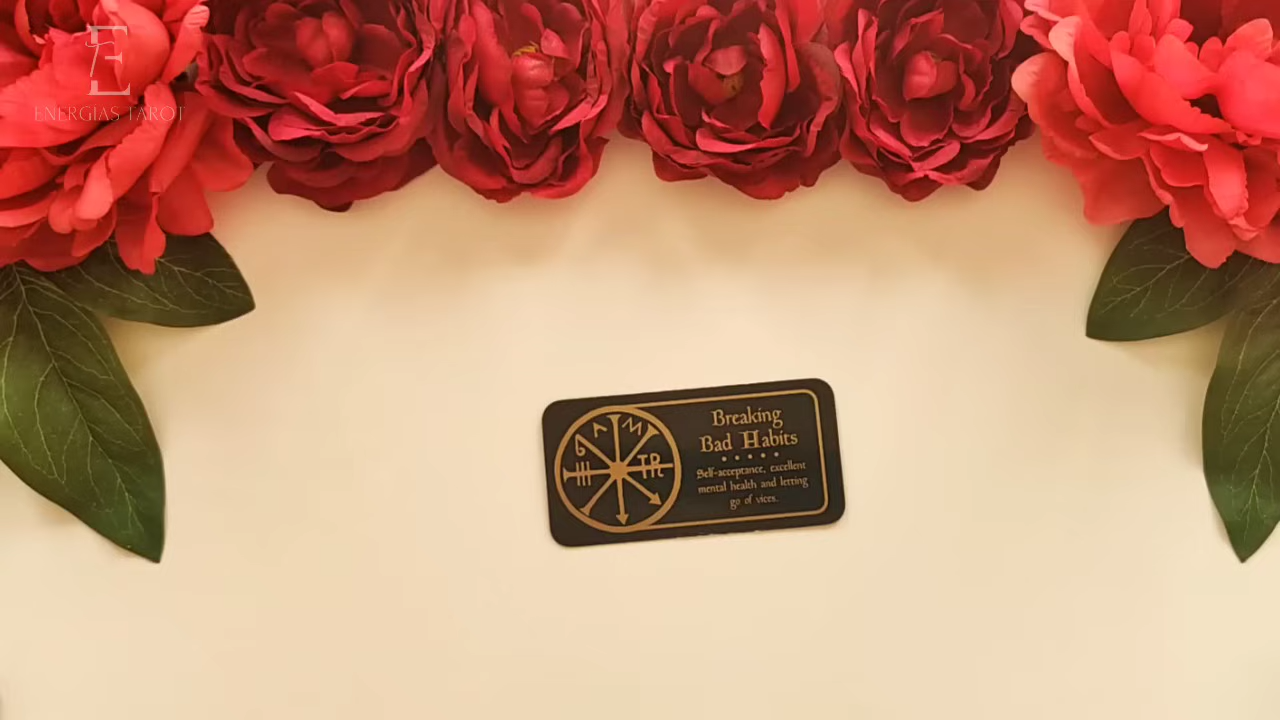 E
ENERGIAS TAROT
Breaking
Bad Habits
Self-acceptance, excellent
mental health and letting
go of vices.